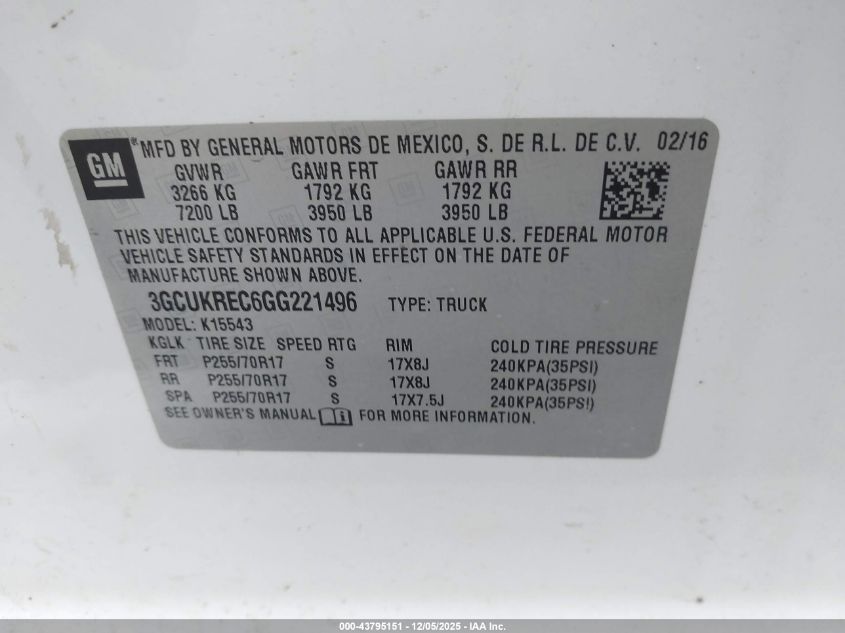 GM ® MFD BY GENERAL MOTORS DE MEXICO, S. DE R.L. DE C.V. 02/16
GVWR GAWR FRT GAWR RR
3266 KG 1792 KG 1792 KG
7200 LB 3950 LB 3950 LB
THIS VEHICLE CONFORMS TO ALL APPLICABLE U.S. FEDERAL MOTOR
VEHICLE SAFETY STANDARDS IN EFFECT ON THE DATE OF
MANUFACTURE SHOWN ABOVE.
3GCUKREC6GG221496 TYPE: TRUCK
MODEL: K15543
KGLK TIRE SIZE SPEED RTG RIM COLD TIRE PRESSURE
FRT P255/70R17 S 17X8J 240KPA(35PSI)
RR P255/70R17 S 17X8J 240KPA(35PSI)
SPA P255/70R17 S 17X7.5J 240KPA(35PSI)
SEE OWNER'S MANUAL i FOR MORE INFORMATION.
000-43795151 - 12/05/2025 - IAA Inc.